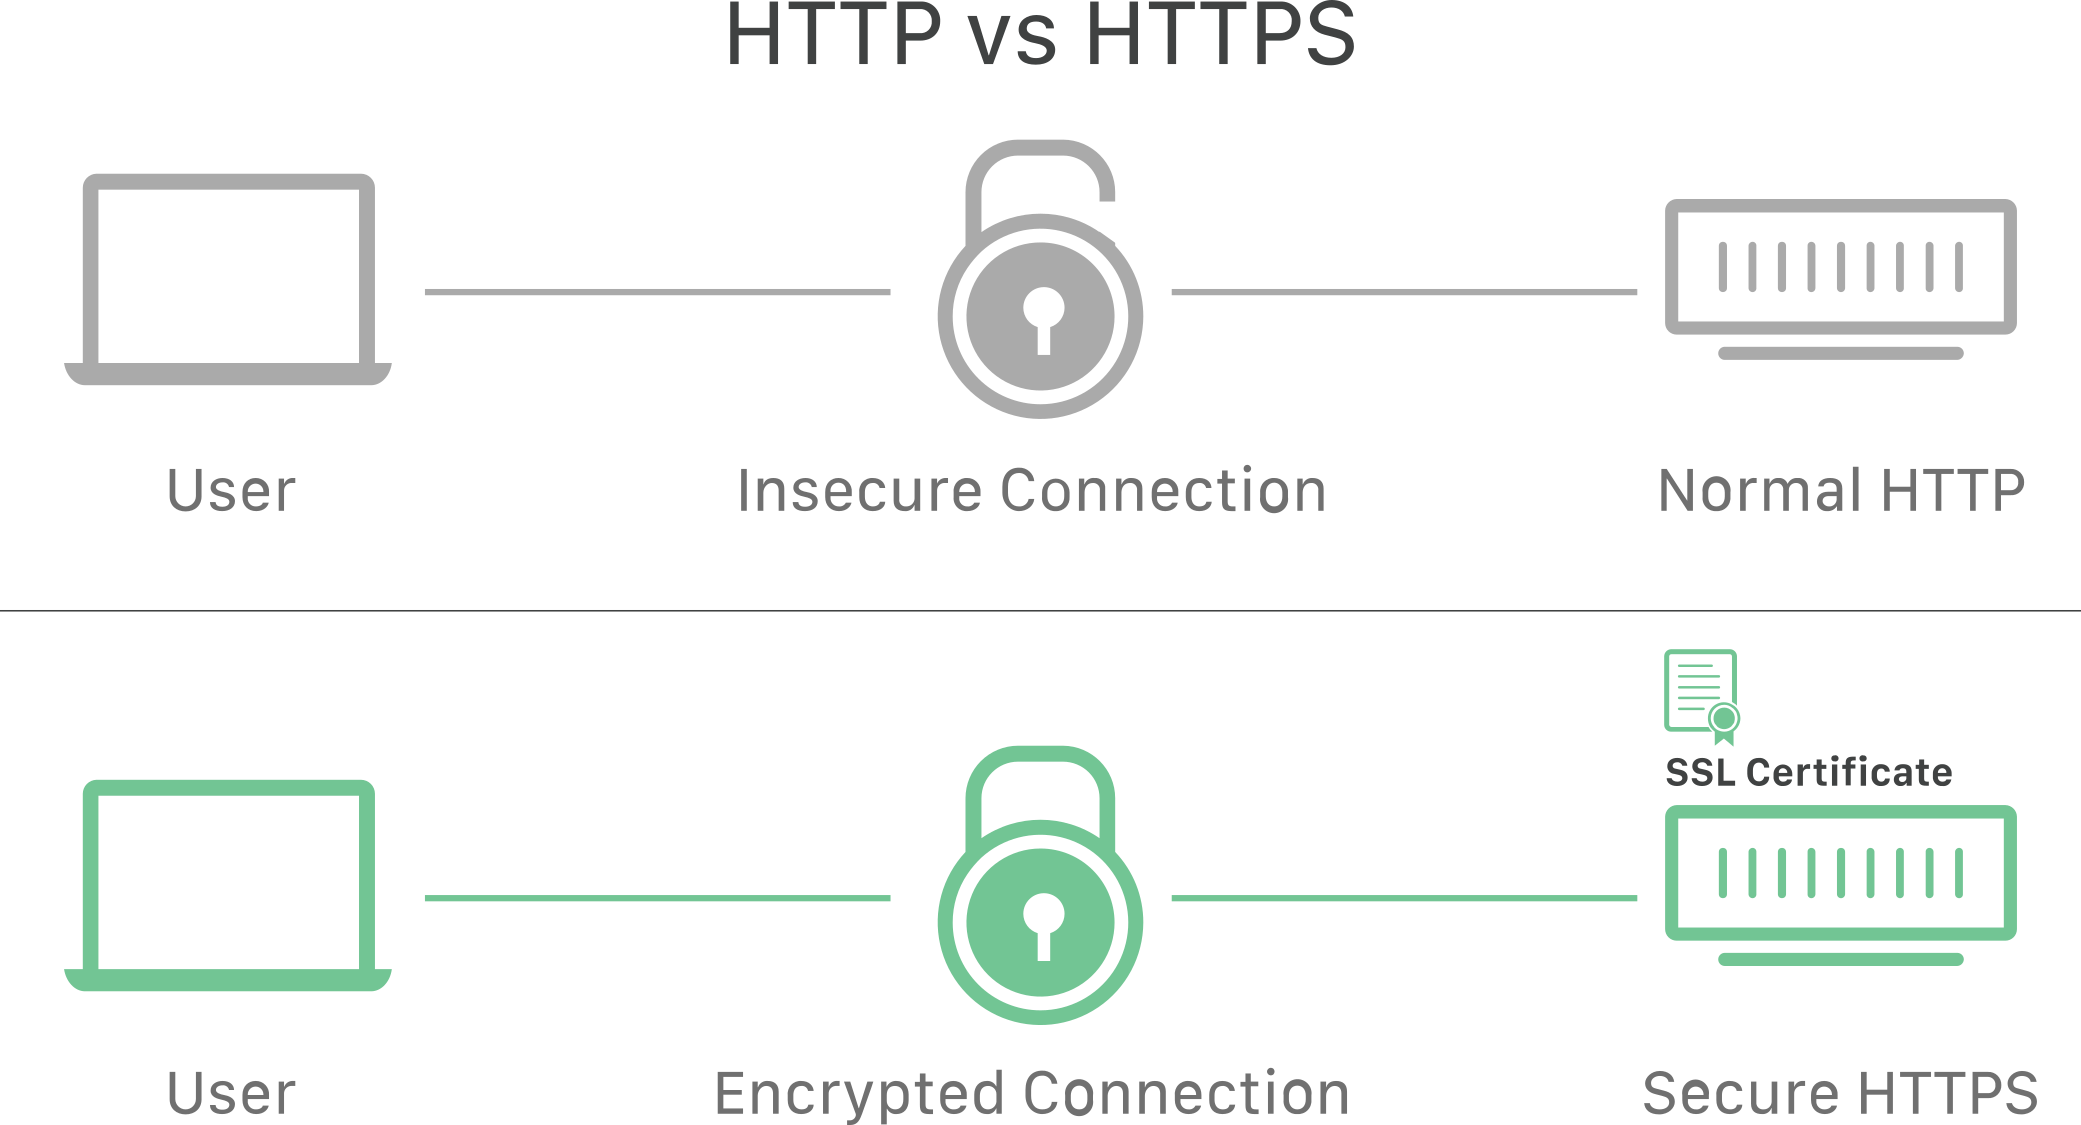 HTTP vs HTTPS
User
Insecure Connection
Normal HTTP
SSL Certificate
User
Encrypted Connection
Secure HTTPS